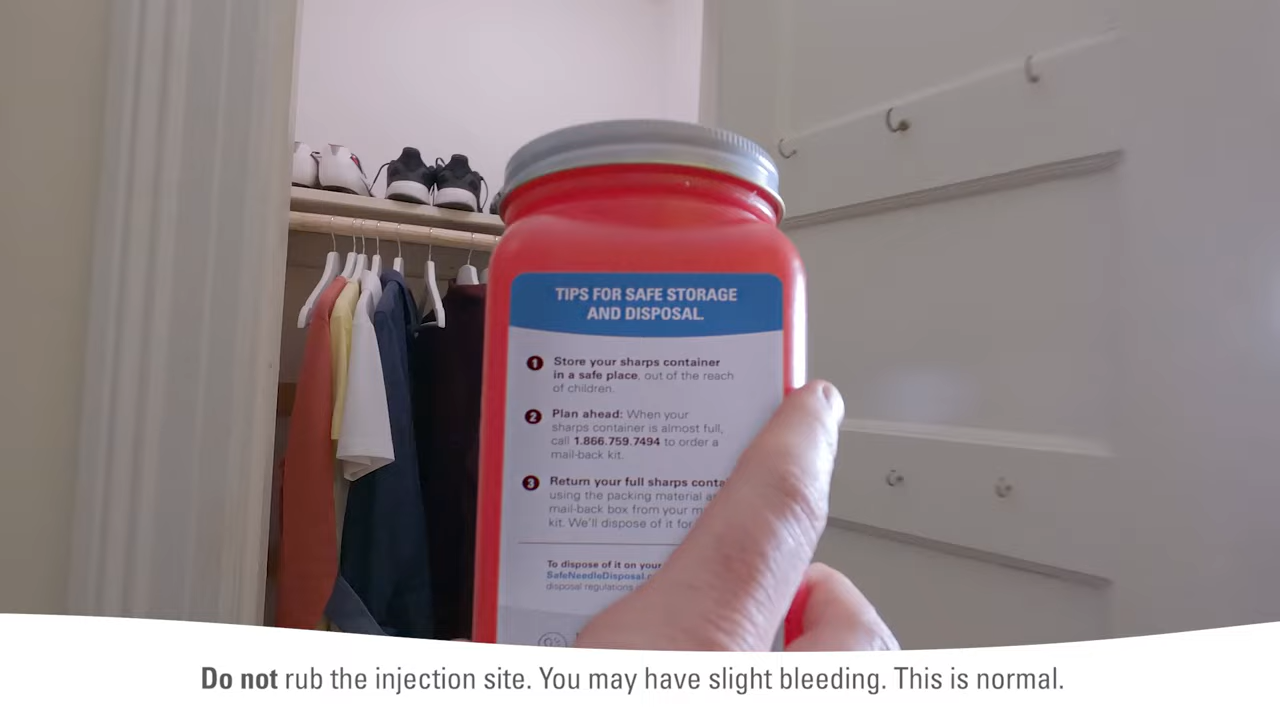 TIPS FOR SAFE STORAGE
AND DISPOSAL.
1 Store your sharps container
in a safe place, out of the reach
of children.
2 Plan ahead: When your
sharps container is almost full,
call 1.866.759.7494 to order a
mail-back kit.
3 Return your full sharps
using the packing material
mail-back box from your
kit. We'll dispose of it
To dispose of it on your
disposal regulations
Do not rub the injection site. You may have slight bleeding. This is normal.